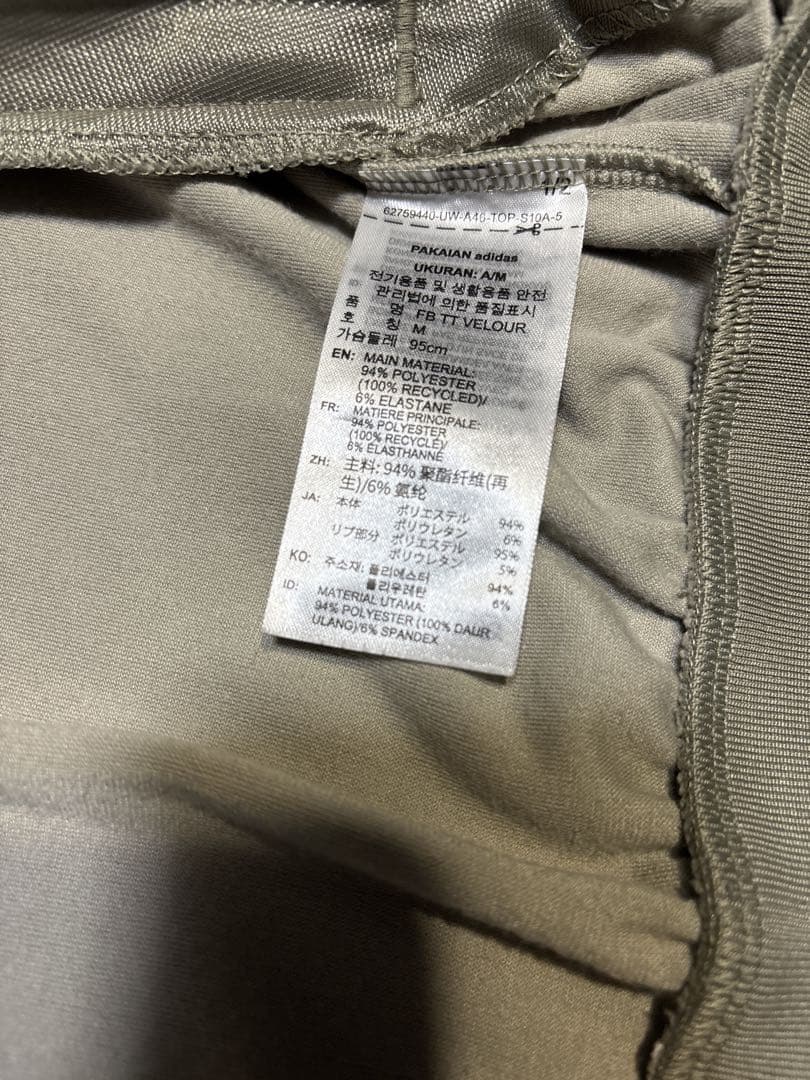 1/2
62759440-UW-A46-TOP-S10A-5
PAKAIAN adidas
UKURAN: A/M
전기용품 및 생활용품 안전
관리법에 의한 품질표시
품 명 FB TT VELOUR
호 칭 M
가슴둘레 95cm
EN: MAIN MATERIAL:
94% POLYESTER
(100% RECYCLED)/
6% ELASTANE
FR: MATIERE PRINCIPALE:
94% POLYESTER
(100% RECYCLE)/
6% ELASTHANNE
ZH: 主料: 94% 聚酯纤维(再
生)/6% 氨纶
JA: 本体 ポリエステル 94%
ポリウレタン 6%
リブ部分 ポリエステル 95%
ポリウレタン 5%
KO: 주소재: 폴리에스터 94%
폴리우레탄 6%
ID: MATERIAL UTAMA:
94% POLYESTER (100% DAUR
ULANG)/6% SPANDEX